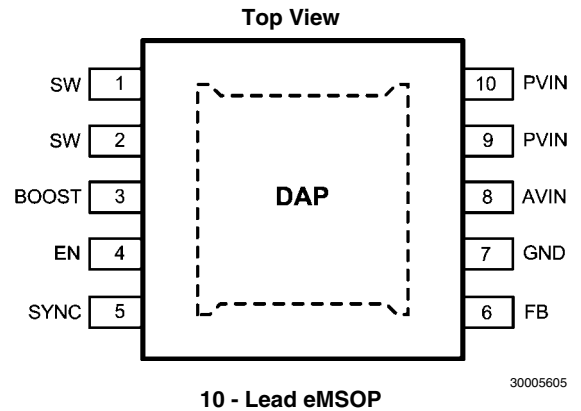 Top View
SW 1
SW 2
BOOST 3
EN 4
SYNC 5
DAP
10 PVIN
9 PVIN
8 AVIN
7 GND
6 FB
30005605
10 - Lead eMSOP